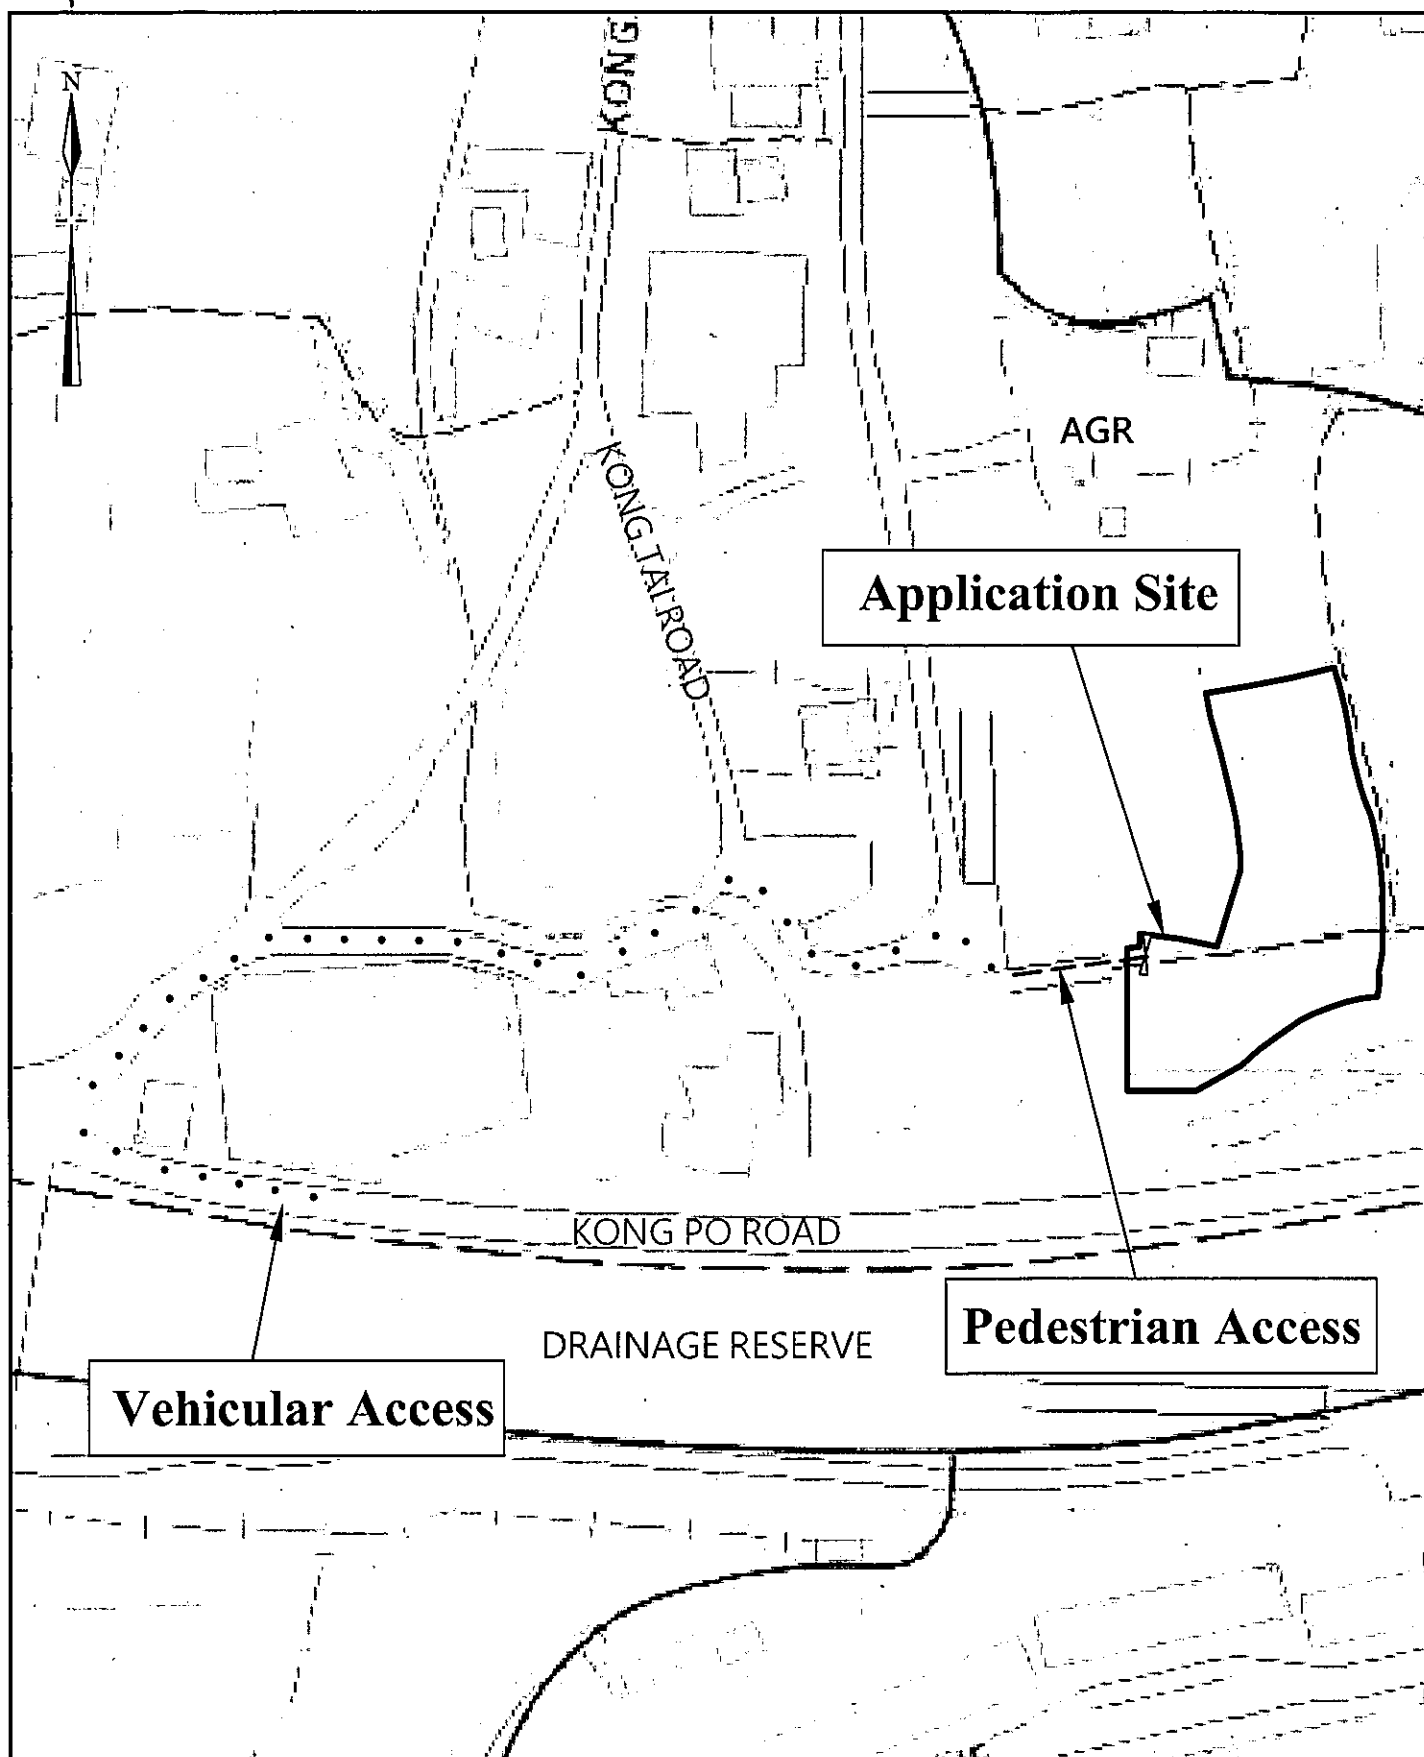 N
KONG
AGR
KONG TAI ROAD
Application Site
KONG PO ROAD
Pedestrian Access
DRAINAGE RESERVE
Vehicular Access